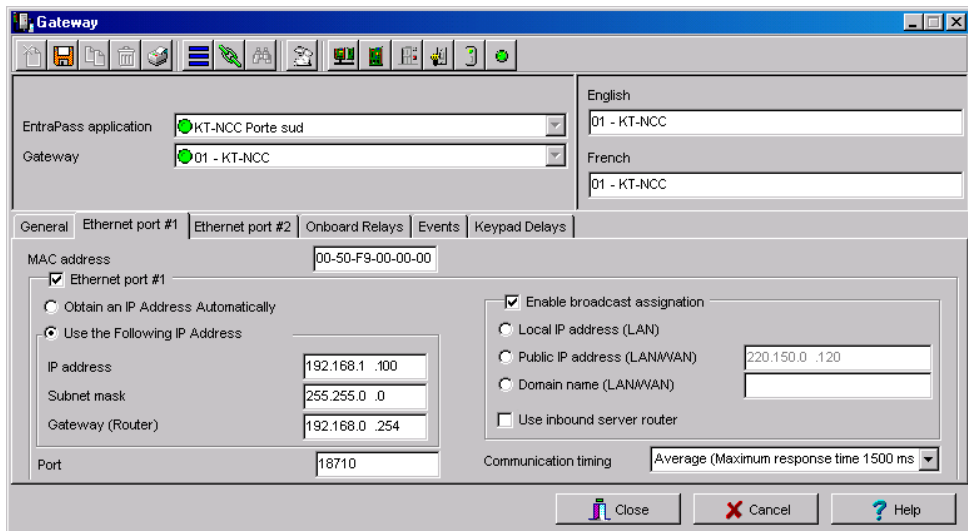 Gateway
English
EntraPass application KT-NCC Porte sud
01 - KT-NCC
Gateway 01 - KT-NCC
French
01 - KT-NCC
General Ethernet port #1 Ethernet port #2 Onboard Relays Events Keypad Delays
MAC address 00-50-F9-00-00-00
Ethernet port #1
Obtain an IP Address Automatically
Use the Following IP Address
IP address 192.168.1 .100
Subnet mask 255.255.0 .0
Gateway (Router) 192.168.0 .254
Port 18710
Enable broadcast assignation
Local IP address (LAN)
Public IP address (LAN/WAN) 220.150.0 .120
Domain name (LAN/WAN)
Use inbound server router
Communication timing Average (Maximum response time 1500 ms
Close Cancel Help